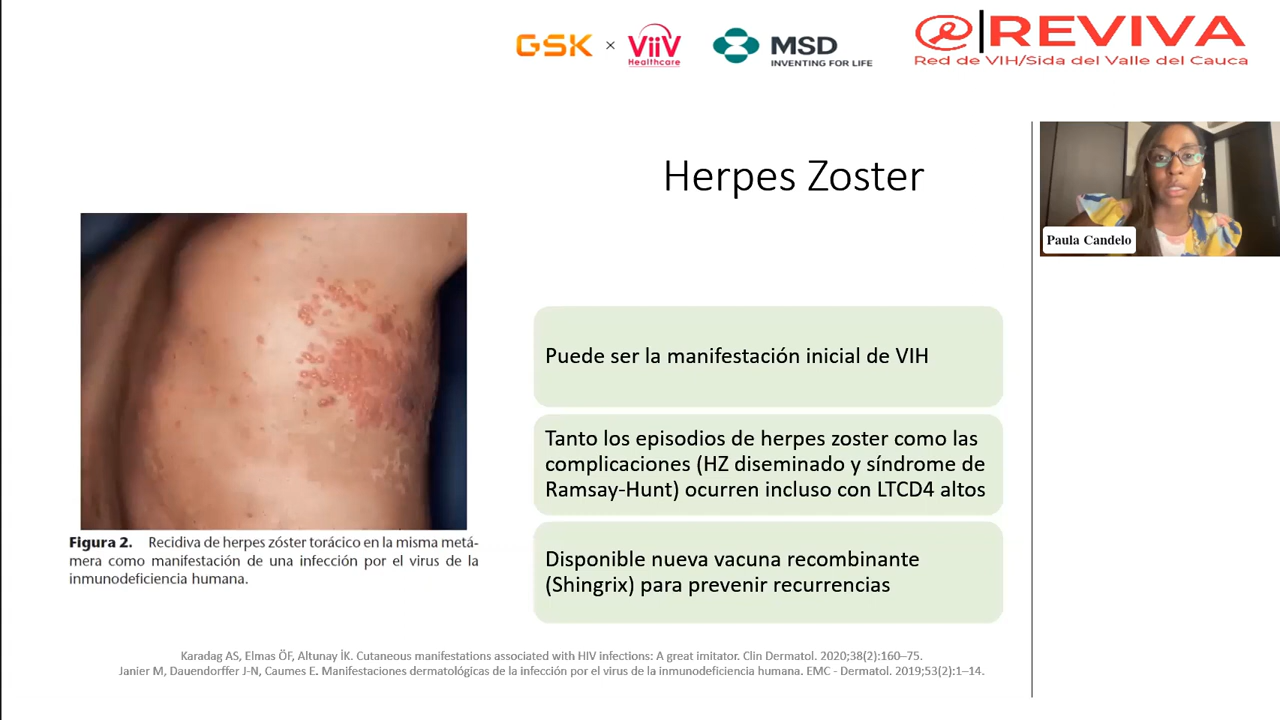 GSK × ViiV Healthcare
MSD
INVENTING FOR LIFE
REVIVA
Red de VIH/Sida del Valle del Cauca
Herpes Zoster
Paula Candelo
Puede ser la manifestación inicial de VIH
Tanto los episodios de herpes zoster como las
complicaciones (HZ diseminado y síndrome de
Ramsay-Hunt) ocurren incluso con LTCD4 altos
Disponible nueva vacuna recombinante
(Shingrix) para prevenir recurrencias
Figura 2. Recidiva de herpes zóster torácico en la misma metá-
mera como manifestación de una infección por el virus de la
inmunodeficiencia humana.
Karadag AS, Elmas ÖF, Altunay İK. Cutaneous manifestations associated with HIV infections: A great imitator. Clin Dermatol. 2020;38(2):160–75.
Janier M, Dauendorffer J-N, Caumes E. Manifestaciones dermatológicas de la infección por el virus de la inmunodeficiencia humana. EMC - Dermatol. 2019;53(2):1–14.